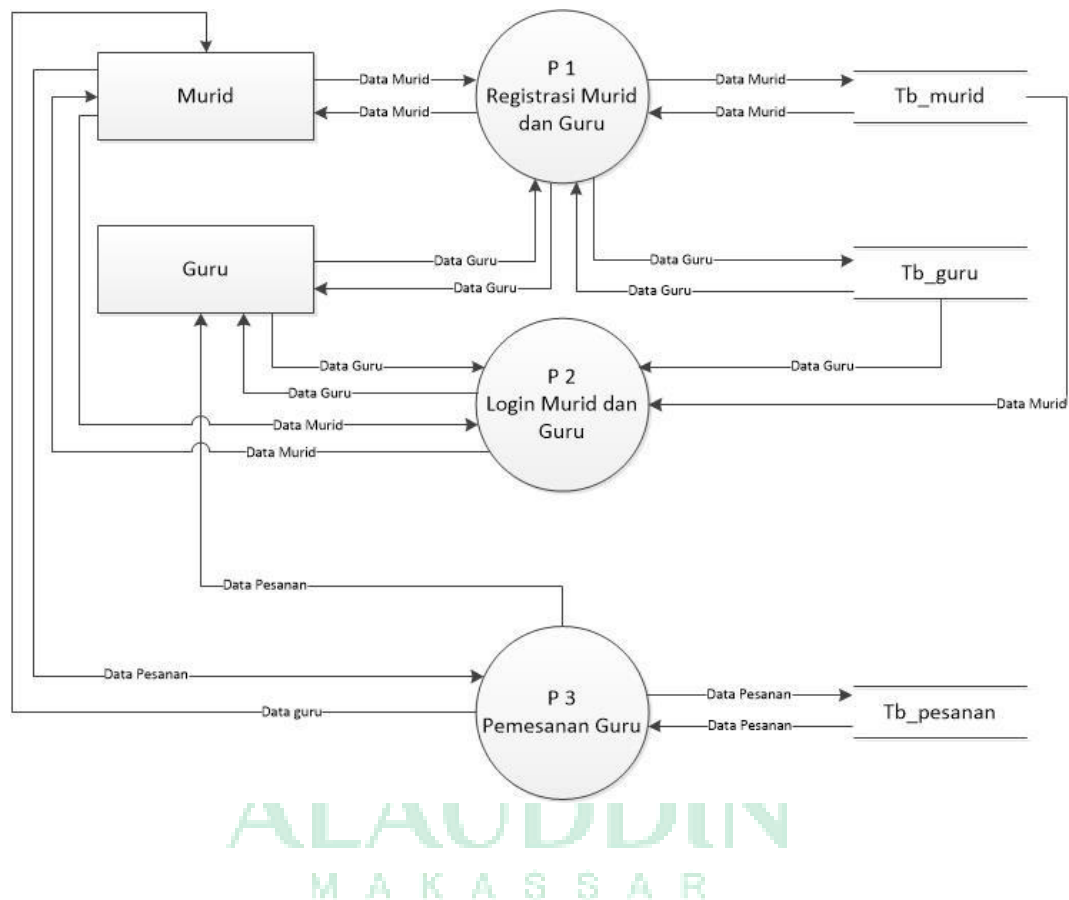 Murid
Data Murid
Data Murid
P 1
Registrasi Murid
dan Guru
Data Murid
Data Murid
Tb_murid
Guru
Data Guru
Data Guru
Data Guru
Data Guru
Tb_guru
Data Guru
Data Guru
Data Murid
Data Murid
P 2
Login Murid dan
Guru
Data Guru
Data Murid
Data Pesanan
Data Pesanan
Data guru
P 3
Pemesanan Guru
Data Pesanan
Data Pesanan
Tb_pesanan
ALAUDDIN
MAKASSAR